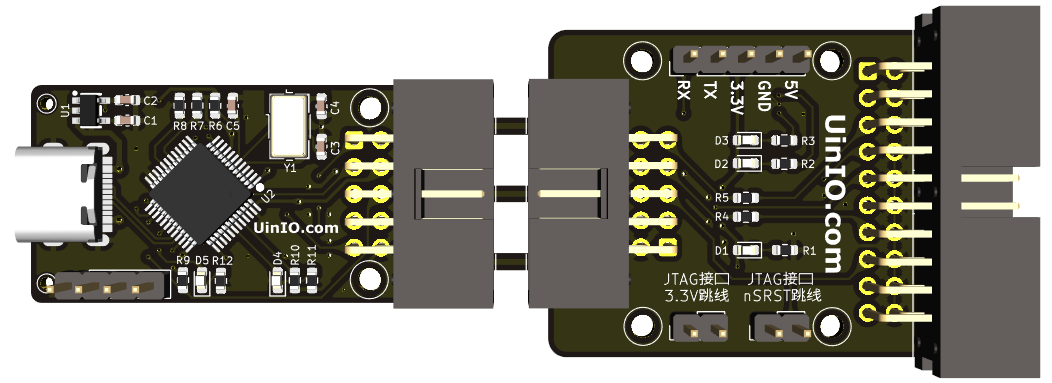 U1
C2
C1
R8 R7 R6 C5
C4
C3
Y1
U2
UinIO.com
R9 D5 R12
D4 R10 R11
RX TX 3.3V GND 5V
D3 R3
D2 R2
R5
R4
D1 R1
UinIO.com
JTAG接口 JTAG接口
3.3V跳线 nSRST跳线